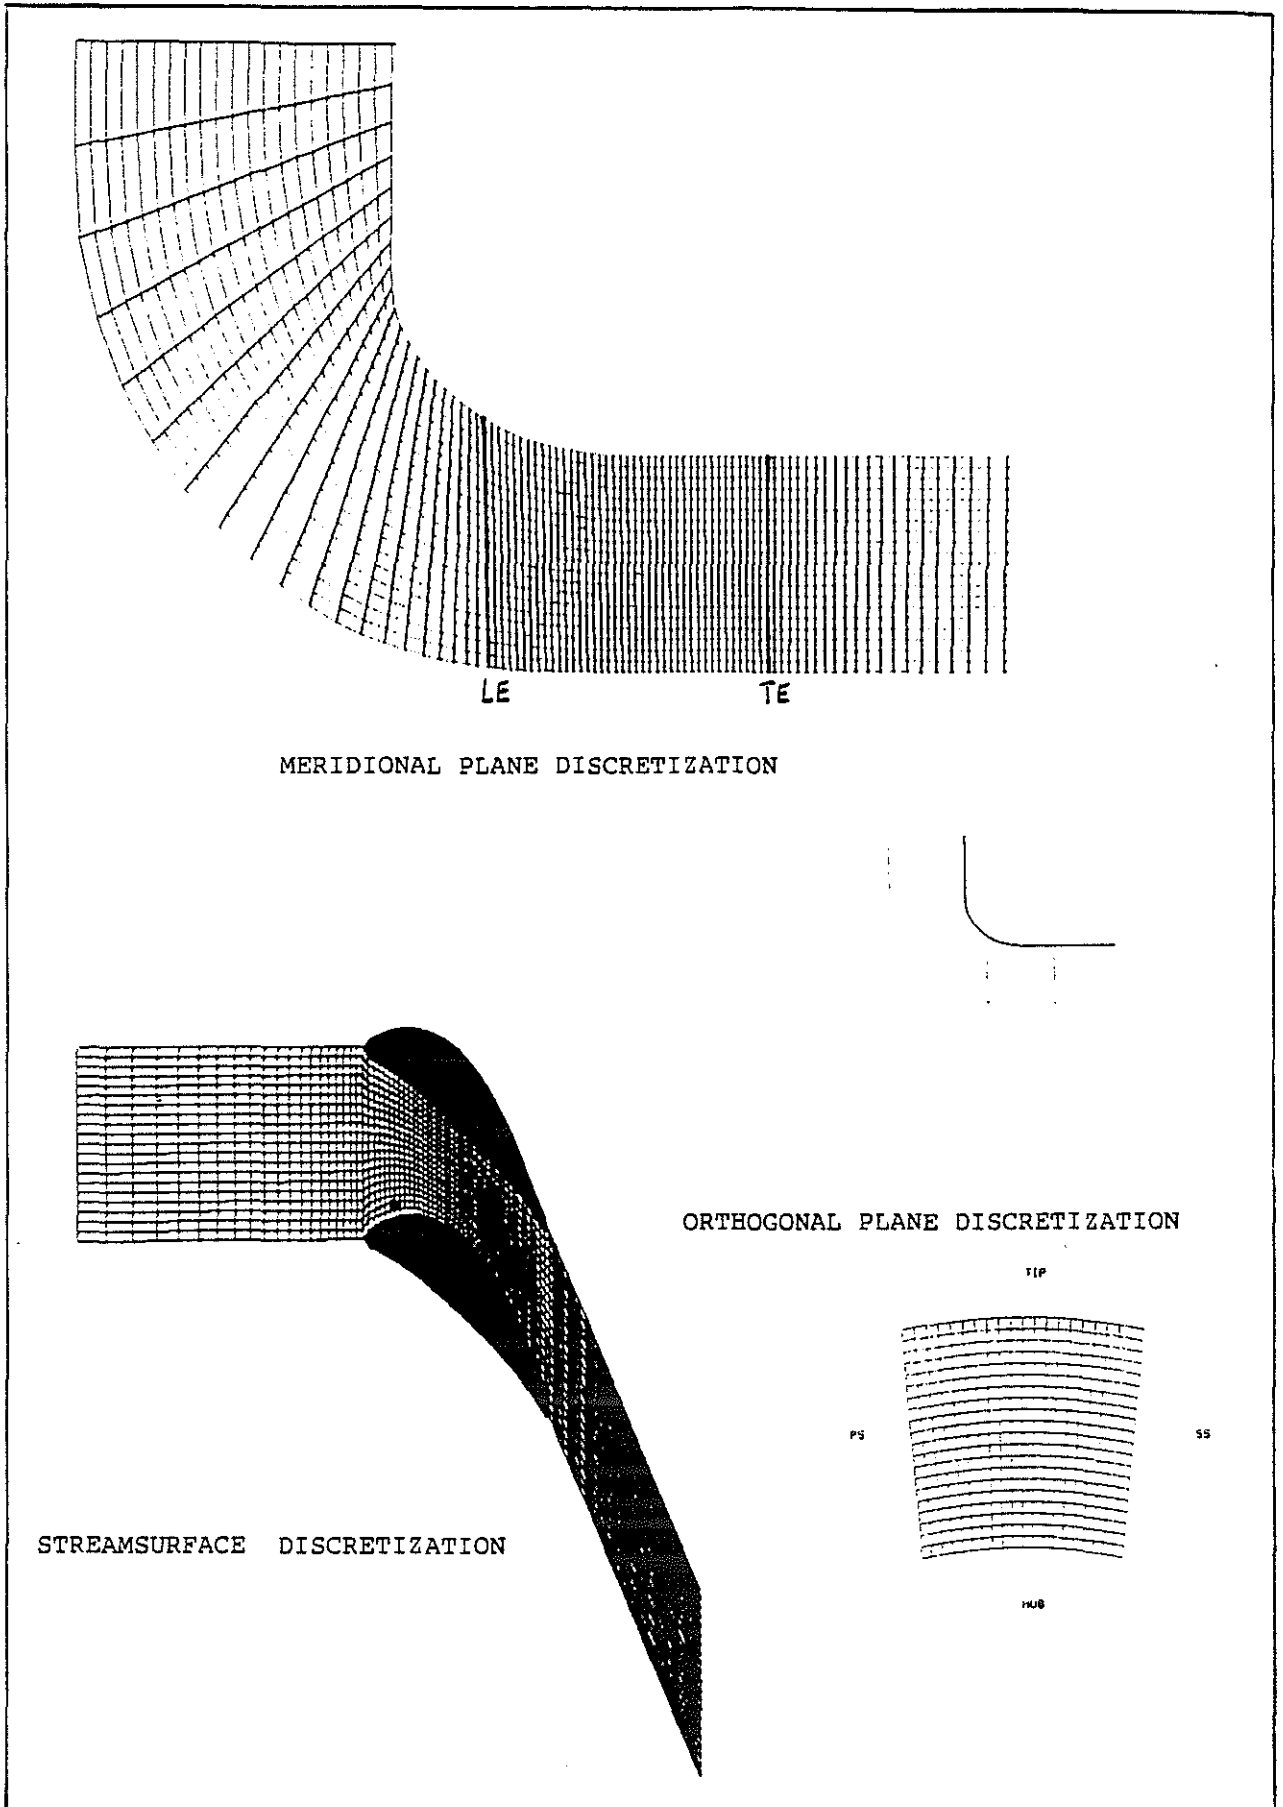 LE
TE
MERIDIONAL PLANE DISCRETIZATION
ORTHOGONAL PLANE DISCRETIZATION
TIP
PS
SS
STREAMSURFACE DISCRETIZATION
HUB